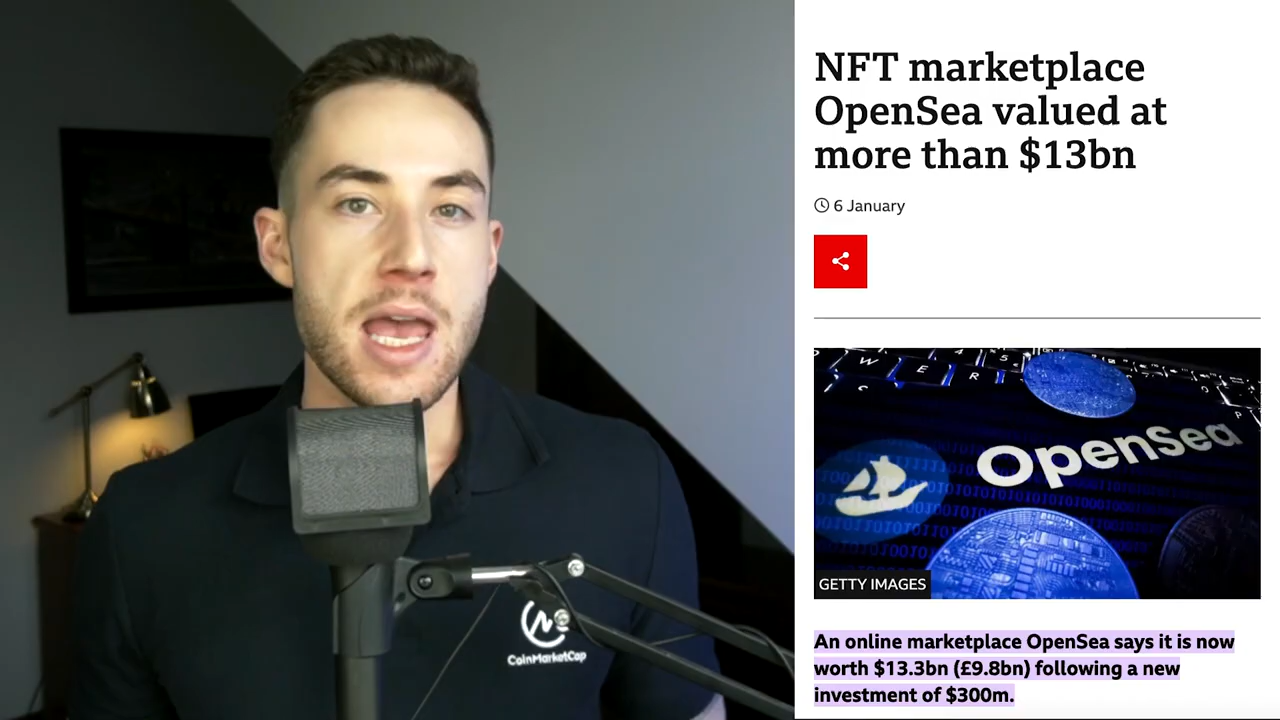 NFT marketplace
OpenSea valued at
more than $13bn
6 January
OpenSea
GETTY IMAGES
An online marketplace OpenSea says it is now
worth $13.3bn (£9.8bn) following a new
investment of $300m.
CoinMarketCap